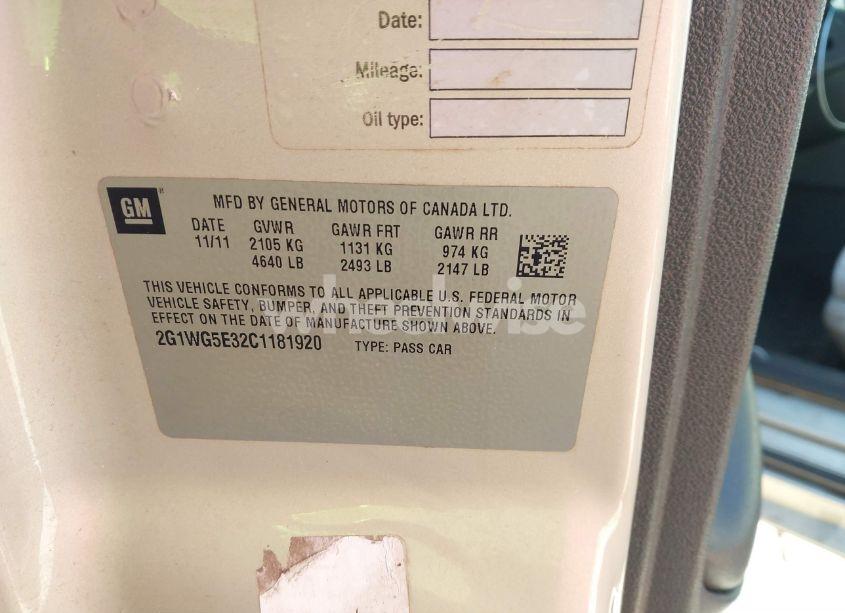 Date:
Mileage:
Oil type:
GM
MFD BY GENERAL MOTORS OF CANADA LTD.
DATE GVWR GAWR FRT GAWR RR
11/11 2105 KG 1131 KG 974 KG
4640 LB 2493 LB 2147 LB
THIS VEHICLE CONFORMS TO ALL APPLICABLE U.S. FEDERAL MOTOR
VEHICLE SAFETY, BUMPER, AND THEFT PREVENTION STANDARDS IN
EFFECT ON THE DATE OF MANUFACTURE SHOWN ABOVE.
2G1WG5E32C1181920 TYPE: PASS CAR